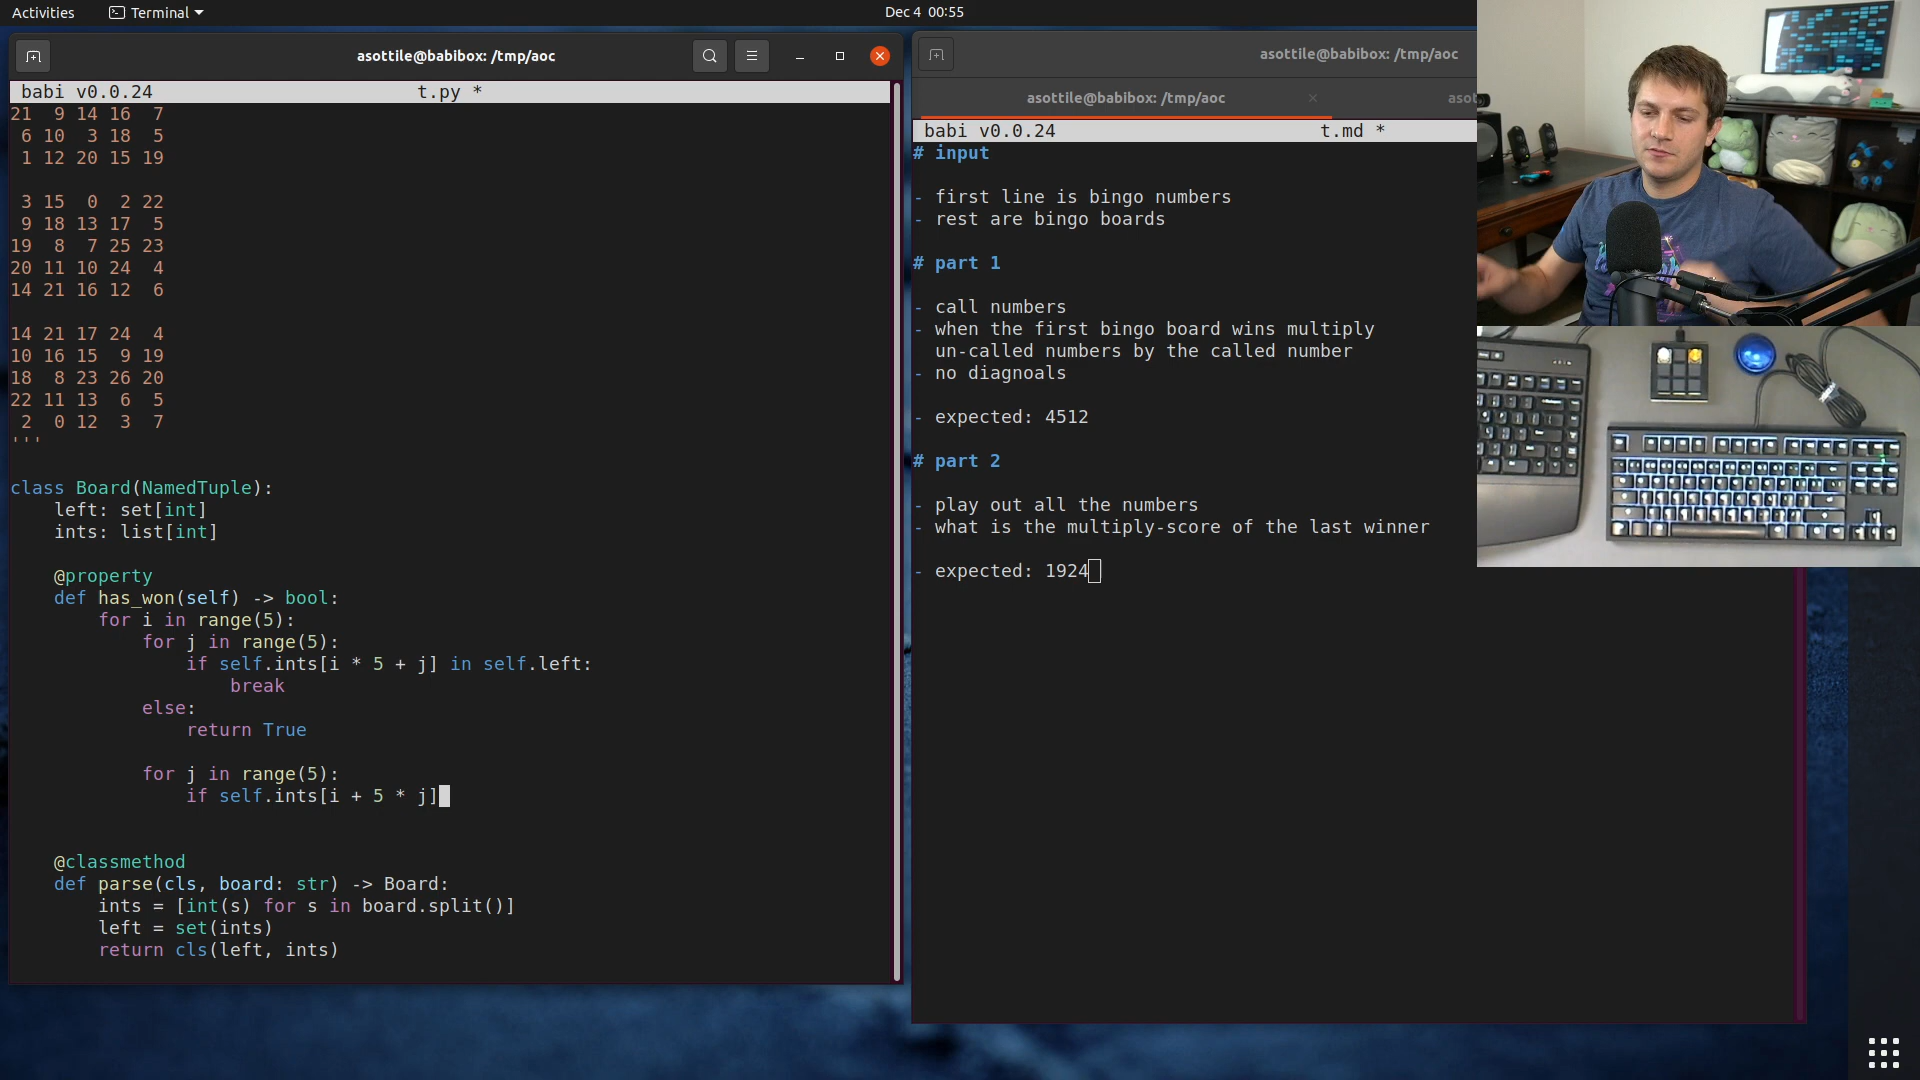 Activities
Terminal
Dec 4 00:55
asottile@babibox: /tmp/aoc
babi v0.0.24 t.py *
21 9 14 16 7
6 10 3 18 5
1 12 20 15 19
3 15 0 2 22
9 18 13 17 5
19 8 7 25 23
20 11 10 24 4
14 21 16 12 6
14 21 17 24 4
10 16 15 9 19
18 8 23 26 20
22 11 13 6 5
2 0 12 3 7
'''
class Board(NamedTuple):
left: set[int]
ints: list[int]
@property
def has_won(self) -> bool:
for i in range(5):
for j in range(5):
if self.ints[i * 5 + j] in self.left:
break
else:
return True
for j in range(5):
if self.ints[i + 5 * j]
@classmethod
def parse(cls, board: str) -> Board:
ints = [int(s) for s in board.split()]
left = set(ints)
return cls(left, ints)
asottile@babibox: /tmp/aoc
asottile@babibox: /tmp/aoc
asot
babi v0.0.24 t.md *
# input
- first line is bingo numbers
- rest are bingo boards
# part 1
- call numbers
- when the first bingo board wins multiply
un-called numbers by the called number
- no diagnoals
- expected: 4512
# part 2
- play out all the numbers
- what is the multiply-score of the last winner
- expected: 1924